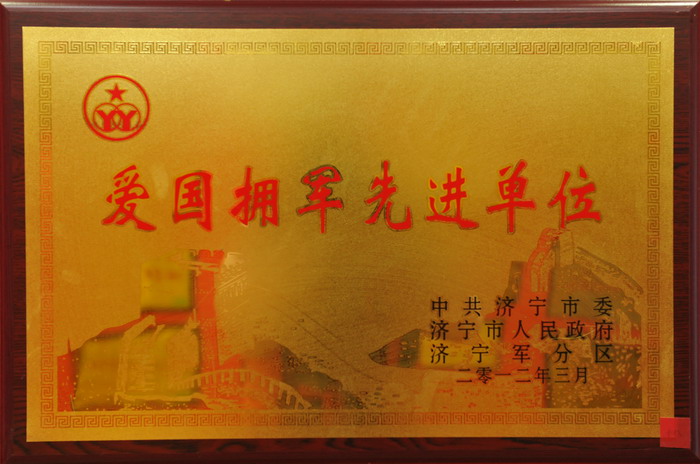 爱国拥军先进单位
中共济宁市委
济宁市人民政府
济宁军分区
二零一二年三月